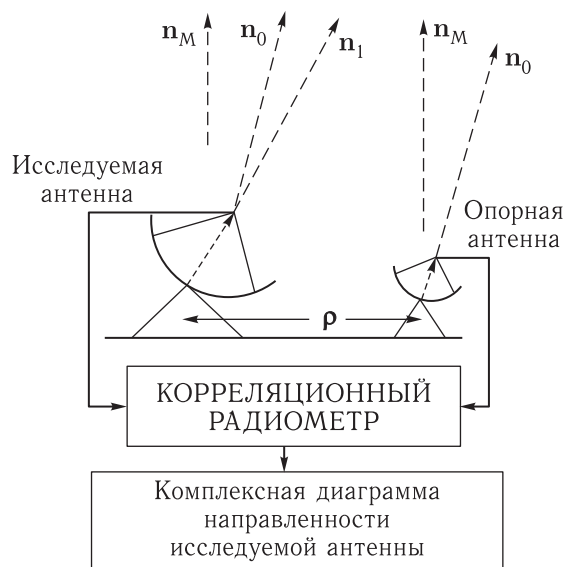 n_M n_0 n_1 n_M n_0
Исследуемая
антенна
Опорная
антенна
ρ
КОРРЕЛЯЦИОННЫЙ
РАДИОМЕТР
Комплексная диаграмма
направленности
исследуемой антенны